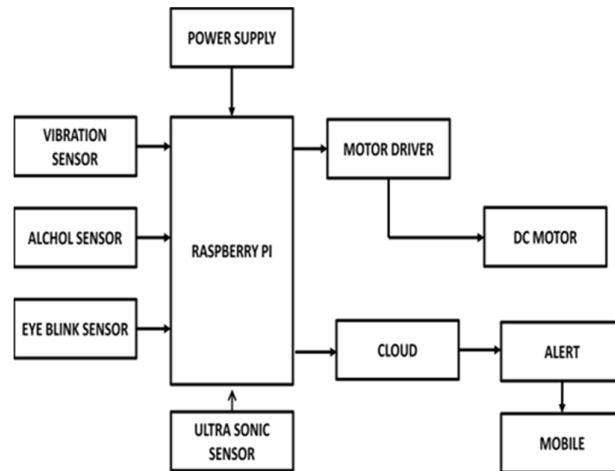 POWER SUPPLY
VIBRATION
SENSOR
MOTOR DRIVER
ALCHOL SENSOR
RASPBERRY PI
DC MOTOR
EYE BLINK SENSOR
CLOUD
ALERT
ULTRA SONIC
SENSOR
MOBILE